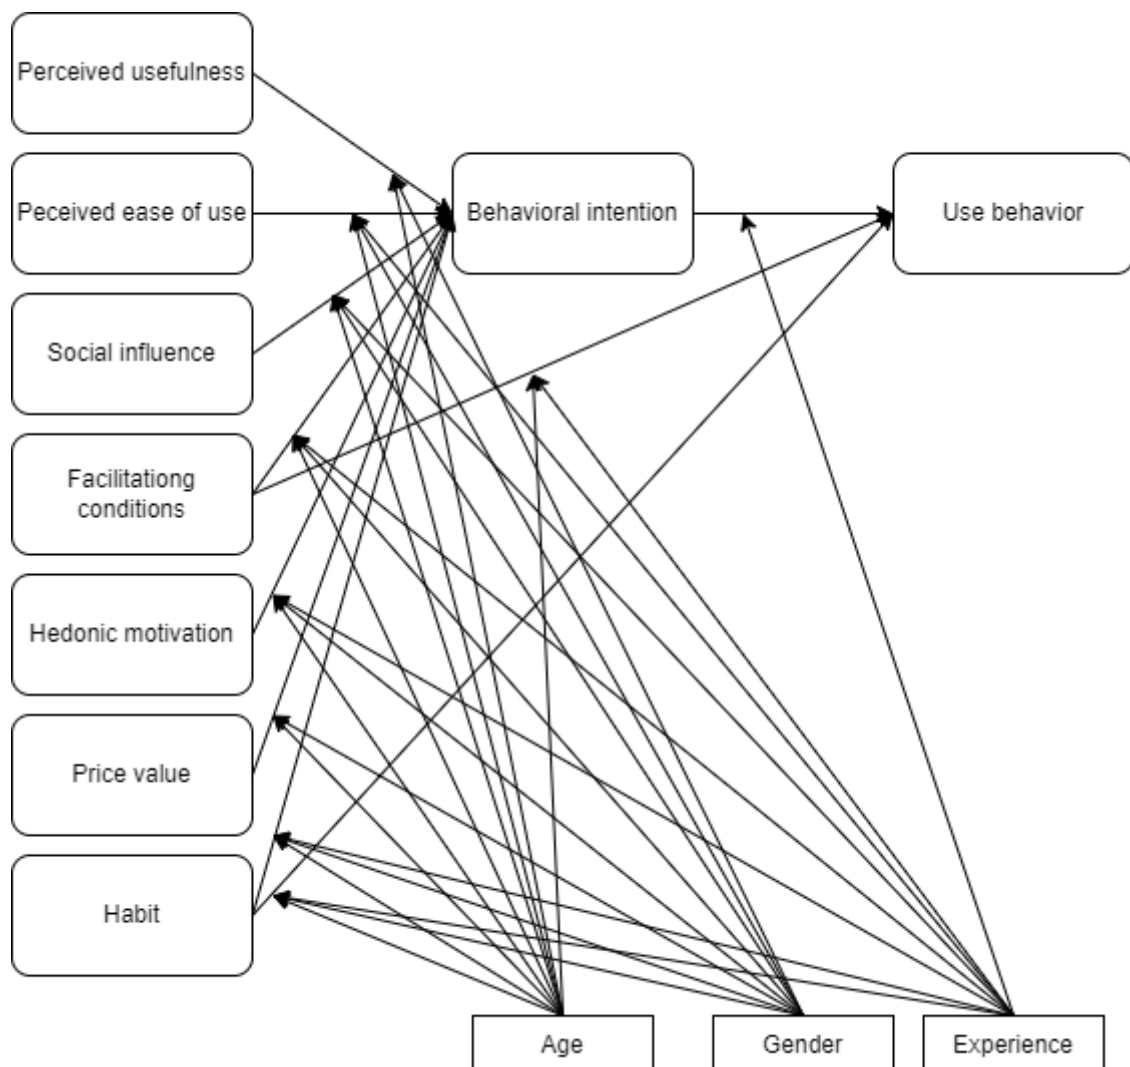 Perceived usefulness
Peceived ease of use
Behavioral intention
Use behavior
Social influence
Facilitationg
conditions
Hedonic motivation
Price value
Habit
Age
Gender
Experience